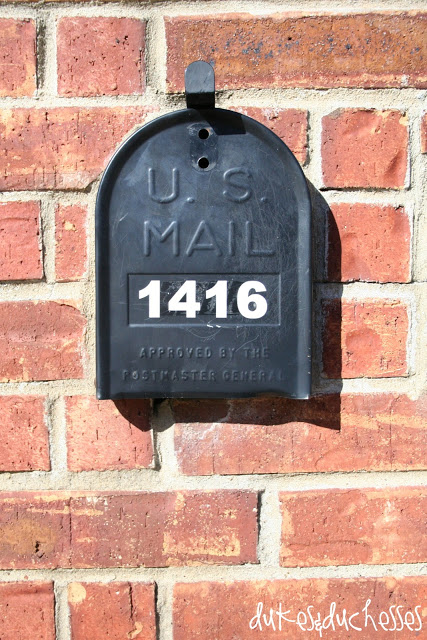 U. S.
MAIL
1416
APPROVED BY THE
POSTMASTER GENERAL
dukes&duchesses